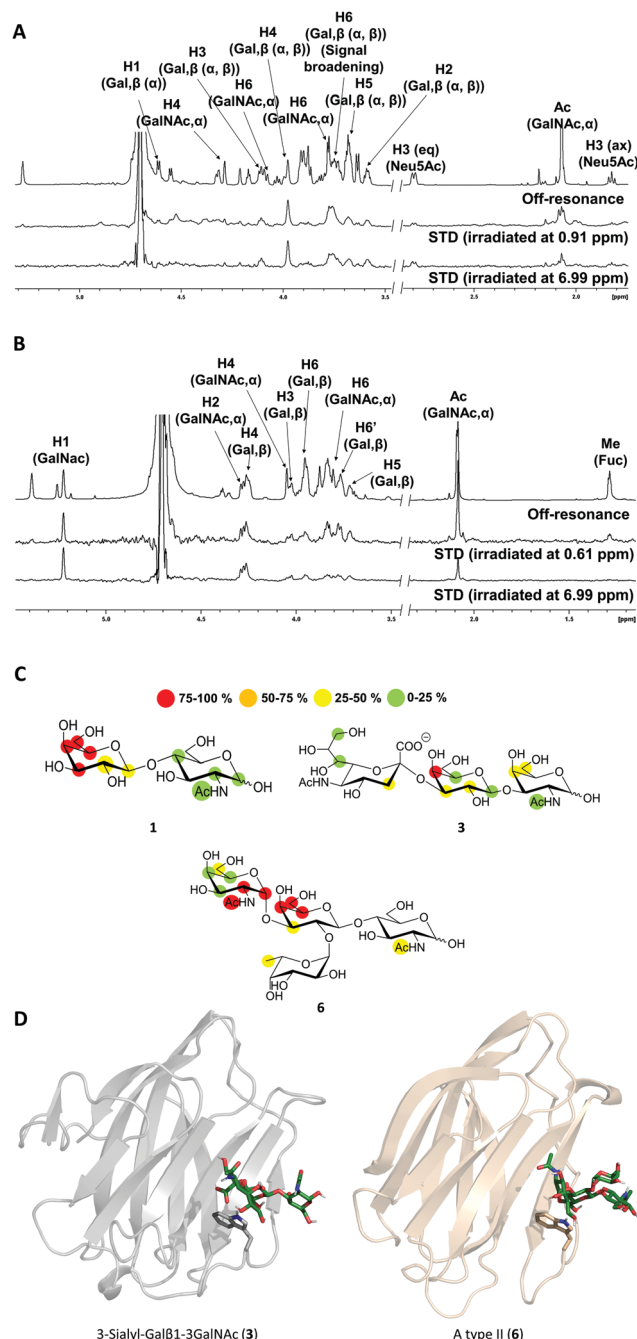 A
H6
H4
(Gal,β (α, β))
H3
(Gal,β (α, β))
(Signal
H1
(Gal,β (α, β))
broadening)
H2
(Gal,β (α))
H6
H5
(Gal,β (α, β))
H4
(GalNAc,α)
H6
(Gal,β (α, β))
Ac
(GalNAc,α)
(GalNAc,α)
H3 (eq)
(GalNAc,α)
H3 (ax)
(Neu5Ac)
(Neu5Ac)
Off-resonance
STD (irradiated at 0.91 ppm)
STD (irradiated at 6.99 ppm)
5.0 4.5 4.0 3.5 2.5 2.0 [ppm]
B
H4
H6
(GalNAc,α)
(Gal,β)
H6
Ac
H3
(GalNAc,α)
(GalNAc,α)
H2
(Gal,β)
(GalNAc,α)
H6’
H1
H4
(Gal,β)
Me
(GalNac)
(Gal,β)
H5
(Fuc)
(Gal,β)
Off-resonance
STD (irradiated at 0.61 ppm)
STD (irradiated at 6.99 ppm)
5.0 4.5 4.0 3.5 2.0 1.5 [ppm]
C
75-100 % 50-75 % 25-50 % 0-25 %
OH
OH
O
OH
HO
OH
O
O
HO
AcHN
OH
1
HO
OH
COO⊖
HO
O
AcHN
HO
O
OH
OH
O
OH
O
OH
OH
O
AcHN
OH
3
OH
OH
O
HO
AcHN
O
OH
OH
O
O
O
OH
O
HO
AcHN
OH
O
OH
HO
OH
6
D
3-Sialyl-Galβ1-3GalNAc (3)
A type II (6)